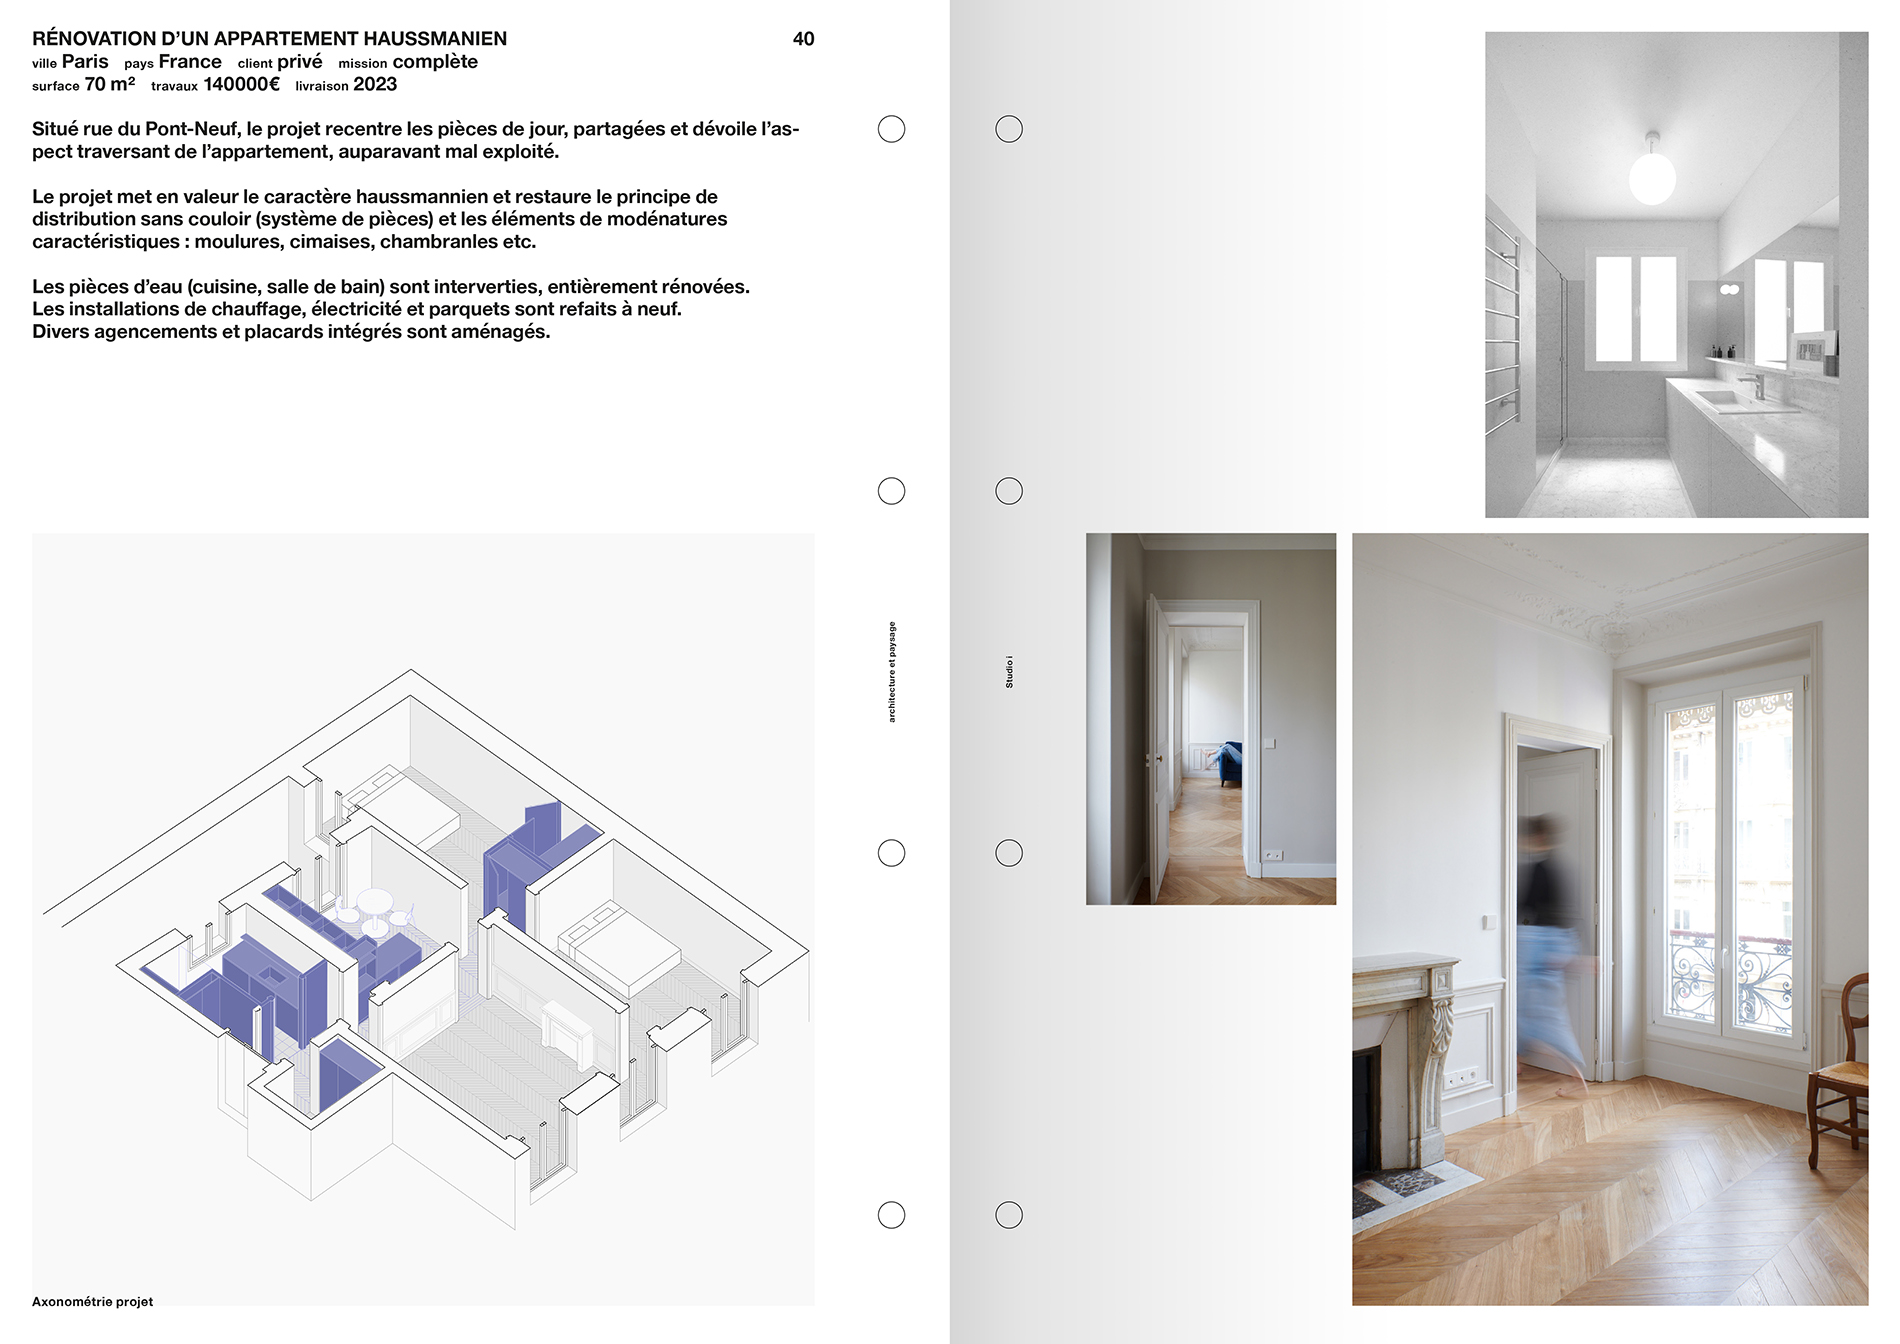 RÉNOVATION D’UN APPARTEMENT HAUSSMANIEN 40
ville Paris pays France client privé mission complète
surface 70 m² travaux 140000€ livraison 2023
Situé rue du Pont-Neuf, le projet recentre les pièces de jour, partagées et dévoile l’as-
pect traversant de l’appartement, auparavant mal exploité.
Le projet met en valeur le caractère haussmannien et restaure le principe de
distribution sans couloir (système de pièces) et les éléments de modénatures
caractéristiques : moulures, cimaises, chambranles etc.
Les pièces d’eau (cuisine, salle de bain) sont interverties, entièrement rénovées.
Les installations de chauffage, électricité et parquets sont refaits à neuf.
Divers agencements et placards intégrés sont aménagés.
Axonométrie projet
architecture et paysage
Studio i